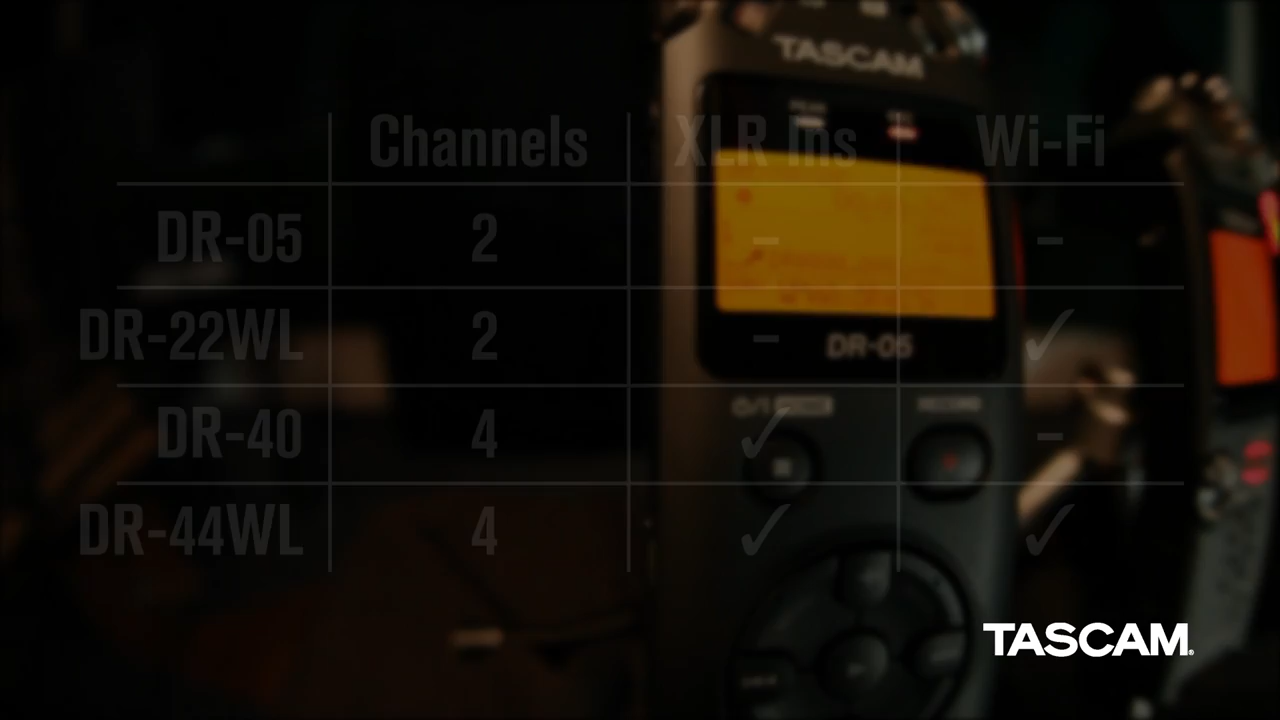 TASCAM
Channels XLR Ins Wi-Fi
DR-05 2 – –
DR-22WL 2 – ✓
DR-05
DR-40 4 ✓ –
DR-44WL 4 ✓ ✓
TASCAM